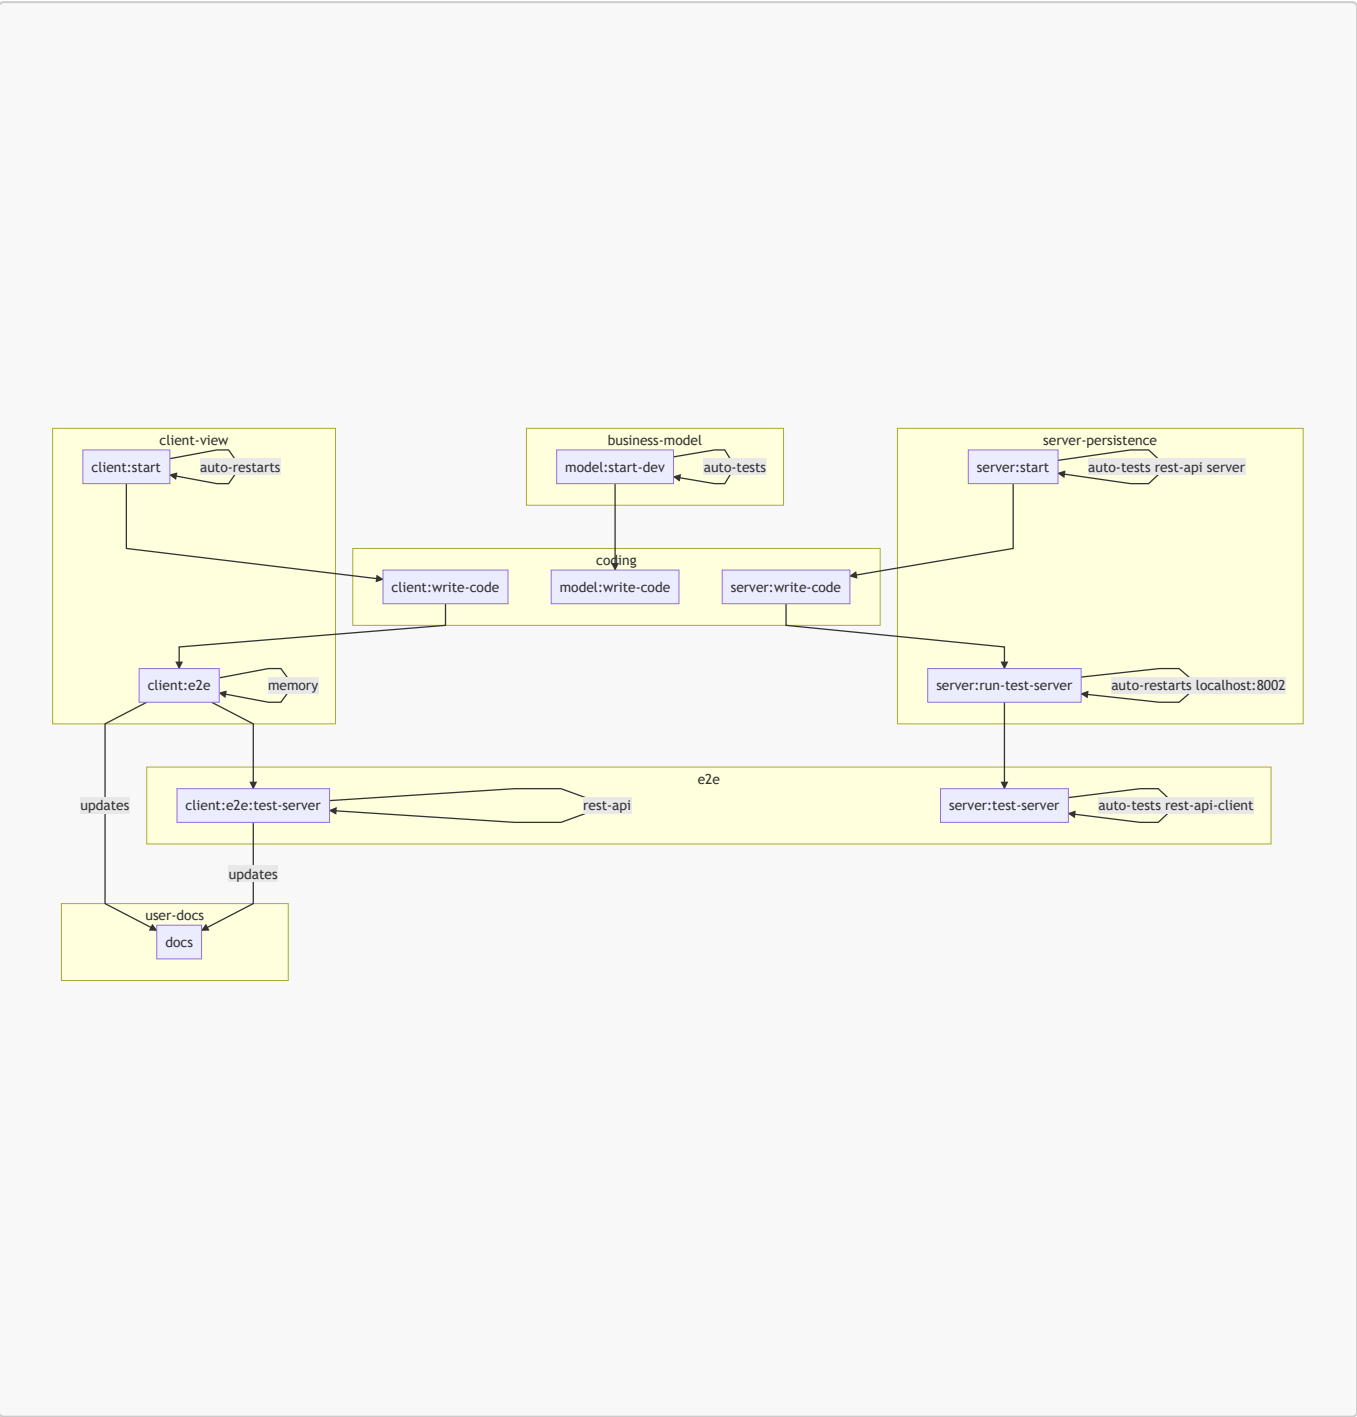 client-view
business-model
server-persistence
client:start
auto-restarts
model:start-dev
auto-tests
server:start
auto-tests rest-api server
coding
client:write-code
model:write-code
server:write-code
client:e2e
memory
server:run-test-server
auto-restarts localhost:8002
e2e
updates
client:e2e:test-server
rest-api
server:test-server
auto-tests rest-api-client
updates
user-docs
docs